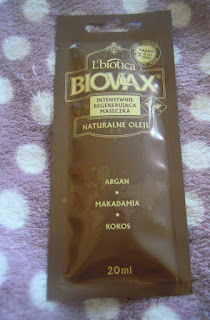 L'biotica
BIOVAX
INTENSYWNIE
REGENERUJĄCA
MASECZKA
NATURALNE OLEJE
ARGAN
MAKADAMIA
KOKOS
20ml